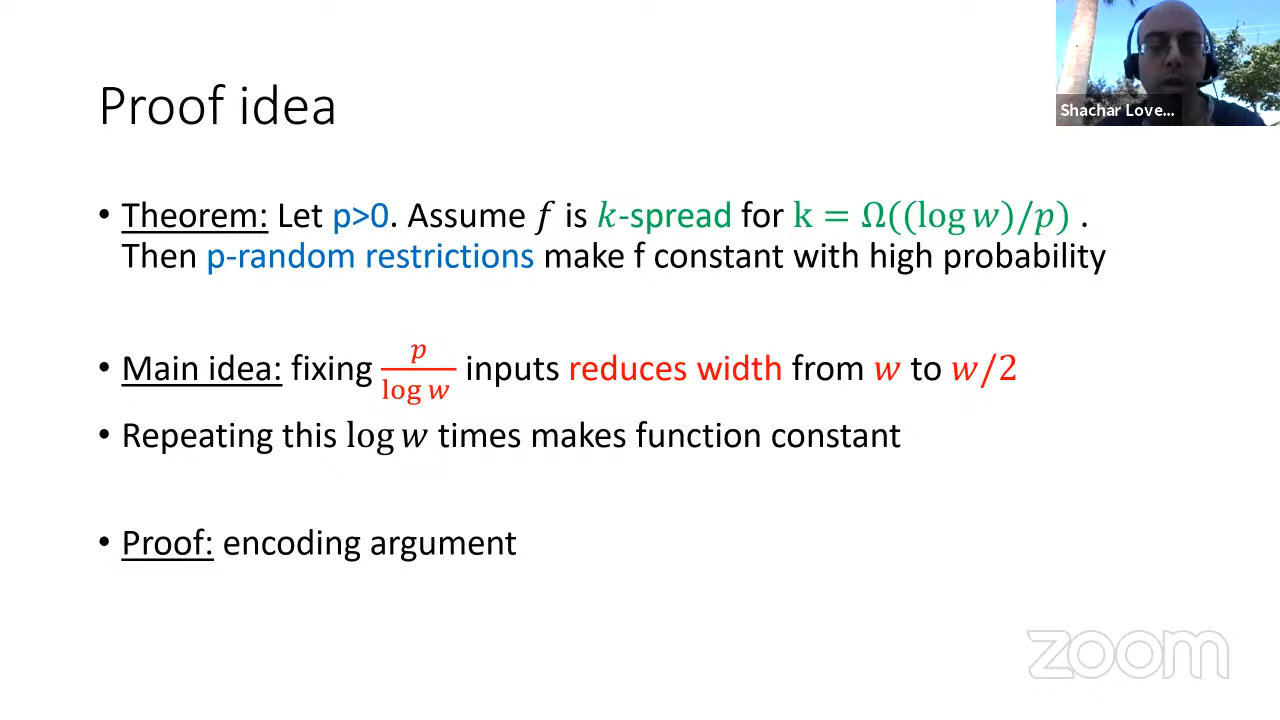 Shachar Love...
Proof idea
• Theorem: Let p>0. Assume f is k-spread for k = Ω((log w)/p) .
Then p-random restrictions make f constant with high probability
• Main idea: fixing p/log w inputs reduces width from w to w/2
• Repeating this log w times makes function constant
• Proof: encoding argument
zoom